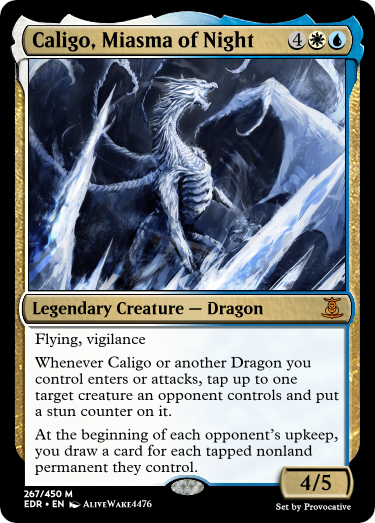 Caligo, Miasma of Night 4
Legendary Creature — Dragon
Flying, vigilance
Whenever Caligo or another Dragon you
control enters or attacks, tap up to one
target creature an opponent controls and put
a stun counter on it.
At the beginning of each opponent's upkeep,
you draw a card for each tapped nonland
permanent they control.
4/5
267/450 M
EDR • EN AliveWake4476
Set by Provocative